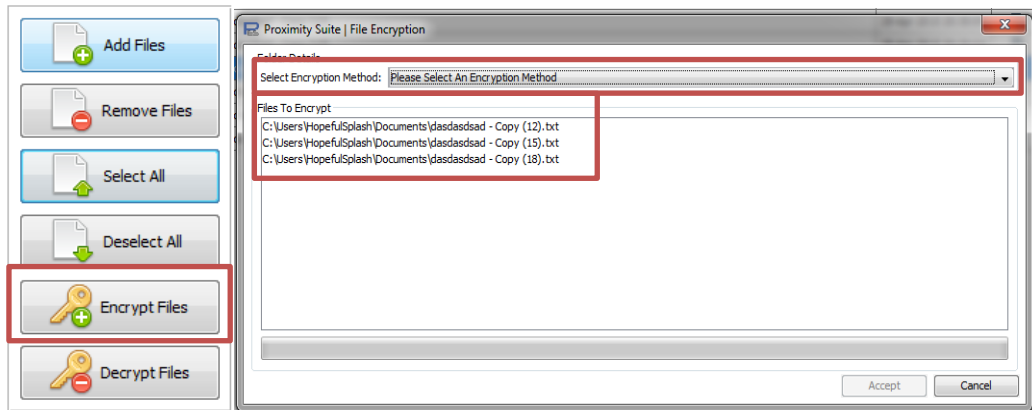 Add Files
Remove Files
Select All
Deselect All
Encrypt Files
Decrypt Files
Proximity Suite | File Encryption
Folder Details
Select Encryption Method: Please Select An Encryption Method
Files To Encrypt
C:\Users\HopefulSplash\Documents\dasdasdsad - Copy (12).txt
C:\Users\HopefulSplash\Documents\dasdasdsad - Copy (15).txt
C:\Users\HopefulSplash\Documents\dasdasdsad - Copy (18).txt
Accept Cancel